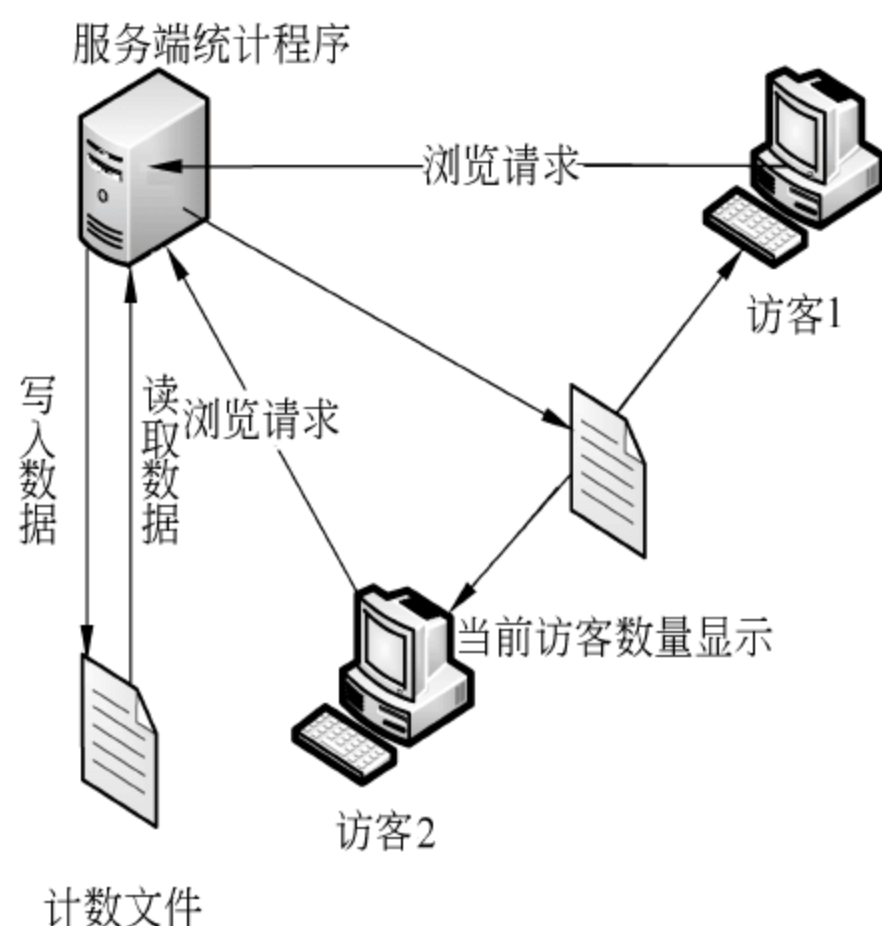 服务端统计程序
浏览请求
访客1
写入数据
读取数据
浏览请求
当前访客数量显示
访客2
计数文件